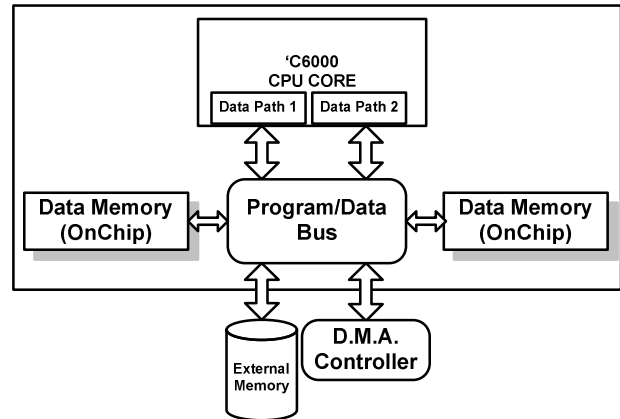 ‘C6000
CPU CORE
Data Path 1
Data Path 2
Data Memory
(OnChip)
Program/Data
Bus
Data Memory
(OnChip)
External
Memory
D.M.A.
Controller